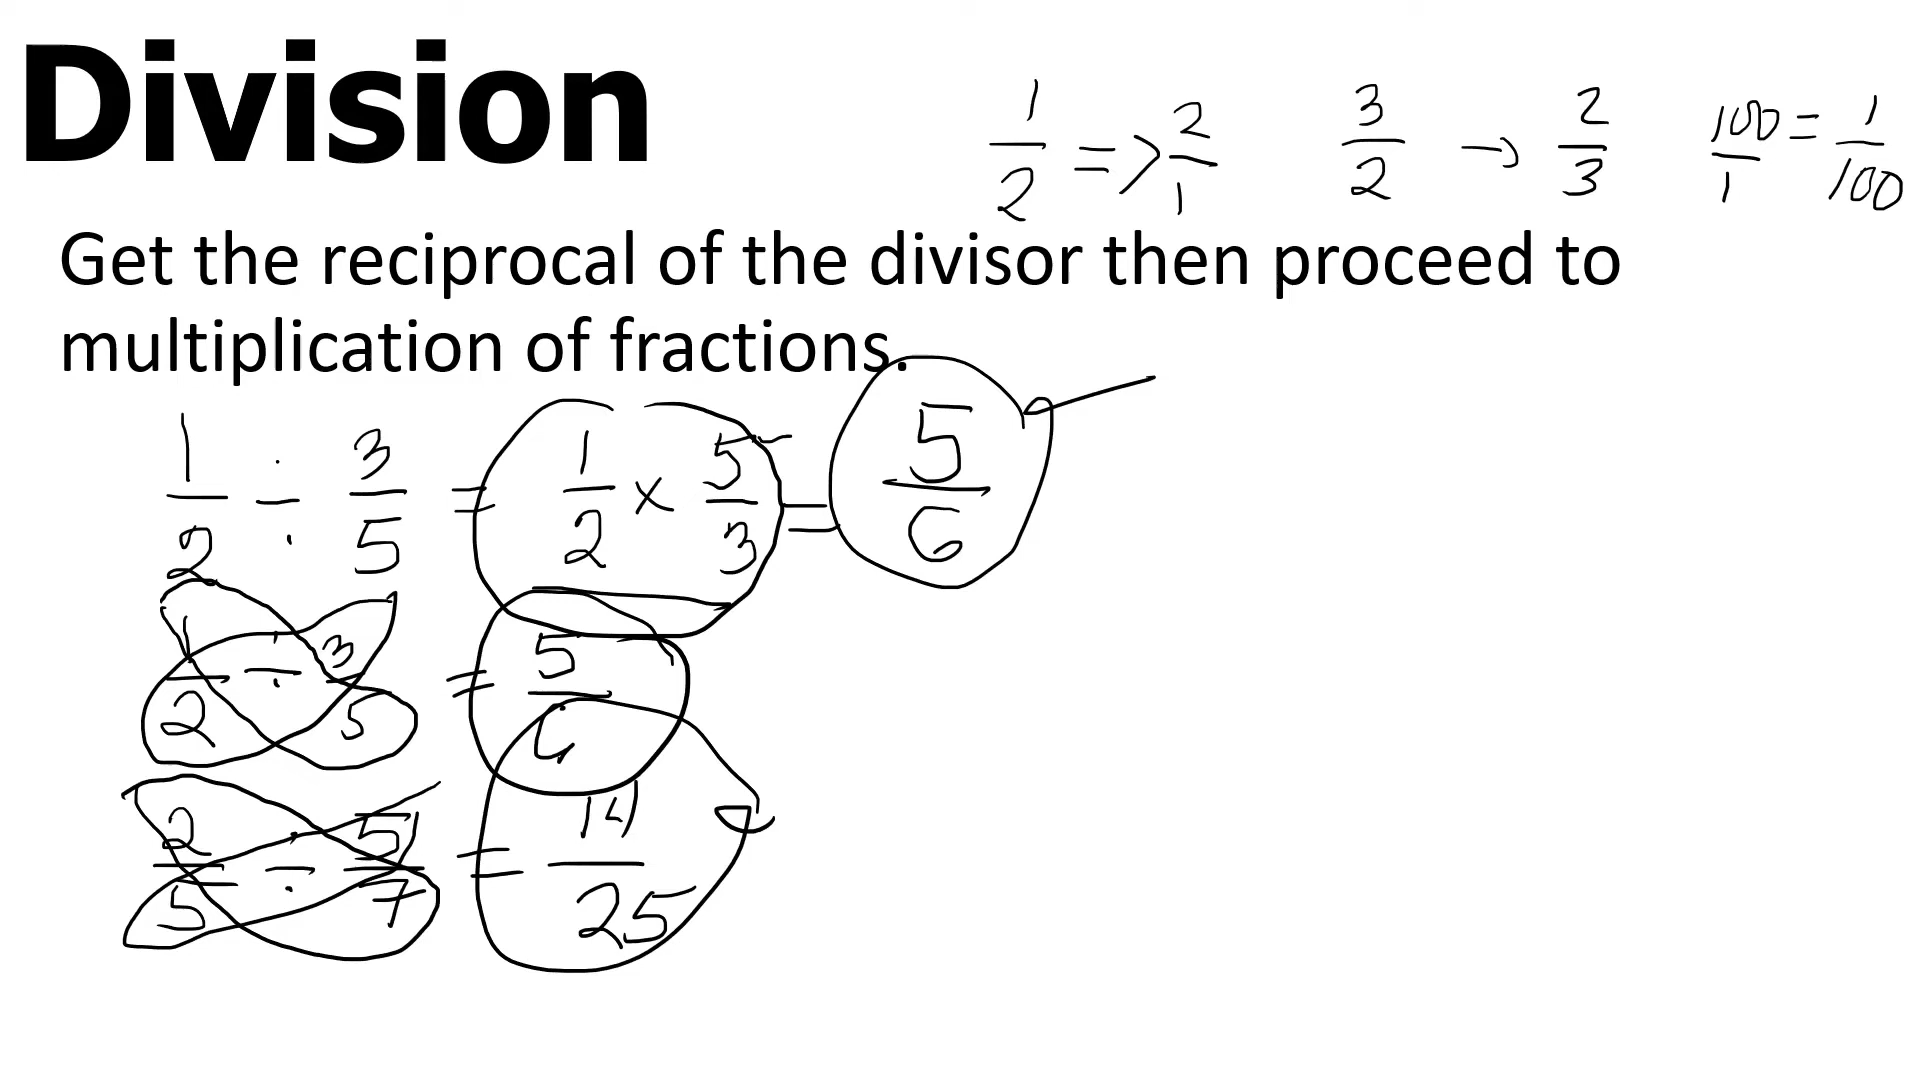 Division
1/2 => 2/1 3/2 → 2/3 100/1 = 1/100
Get the reciprocal of the divisor then proceed to
multiplication of fractions.
1/2 ÷ 3/5 = 1/2 × 5/3 = 5/6
1/2 ÷ 3/5 = 5/6
2/5 ÷ 5/7 = 14/25